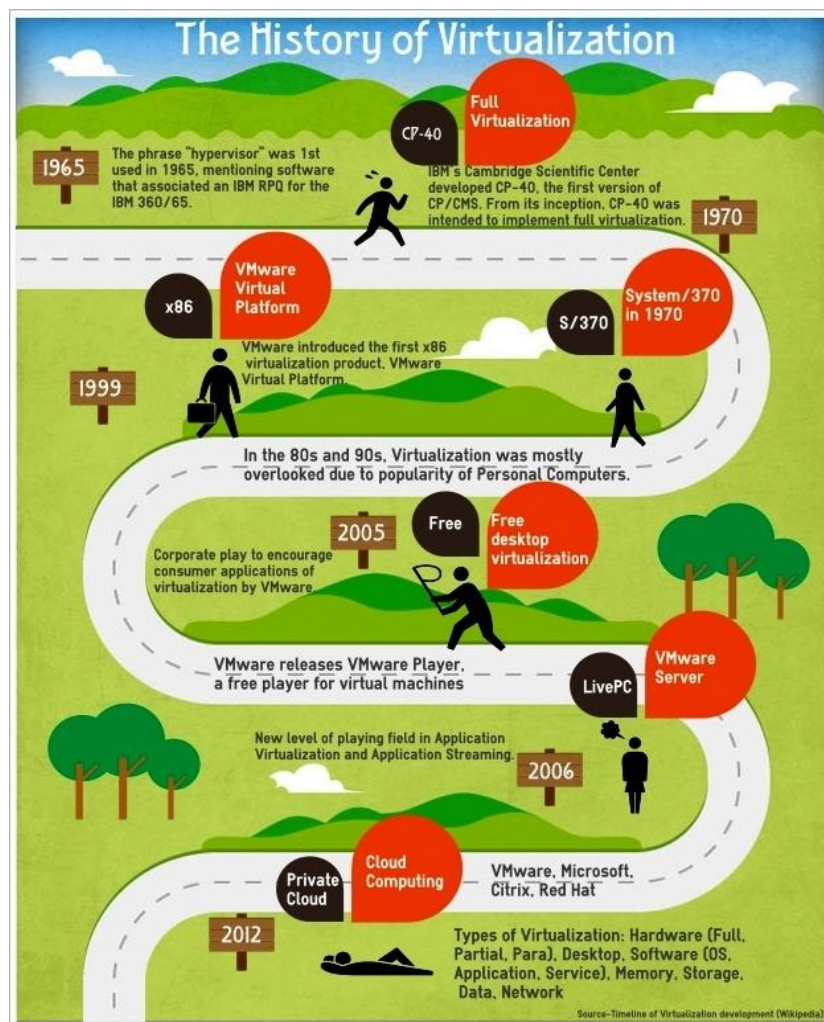 The History of Virtualization
CP-40
Full
Virtualization
1965
The phrase "hypervisor" was 1st
used in 1965, mentioning software
that associated an IBM RPQ for the
IBM 360/65.
IBM's Cambridge Scientific Center
developed CP-40, the first version of
CP/CMS. From its inception, CP-40 was
intended to implement full virtualization.
1970
x86
VMware
Virtual
Platform
S/370
System/370
in 1970
1999
VMware introduced the first x86
virtualization product, VMware
Virtual Platform.
In the 80s and 90s, Virtualization was mostly
overlooked due to popularity of Personal Computers.
2005
Free
Free
desktop
virtualization
Corporate play to encourage
consumer applications of
virtualization by VMware.
VMware releases VMware Player,
a free player for virtual machines
LivePC
VMware
Server
New level of playing field in Application
Virtualization and Application Streaming.
2006
Private
Cloud
Cloud
Computing
VMware, Microsoft,
Citrix, Red Hat
2012
Types of Virtualization: Hardware (Full,
Partial, Para), Desktop, Software (OS,
Application, Service), Memory, Storage,
Data, Network
Source-Timeline of Virtualization development (Wikipedia)